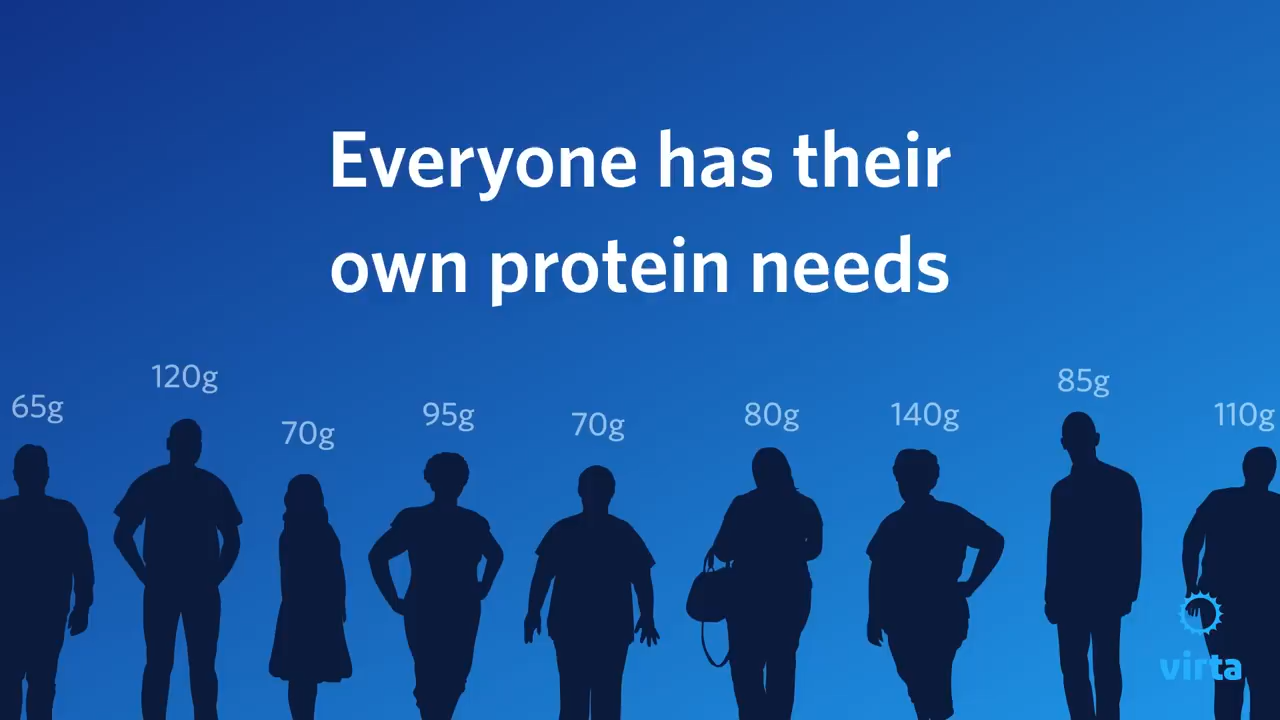 Everyone has their
own protein needs
65g
120g
70g
95g
70g
80g
140g
85g
110g
virta